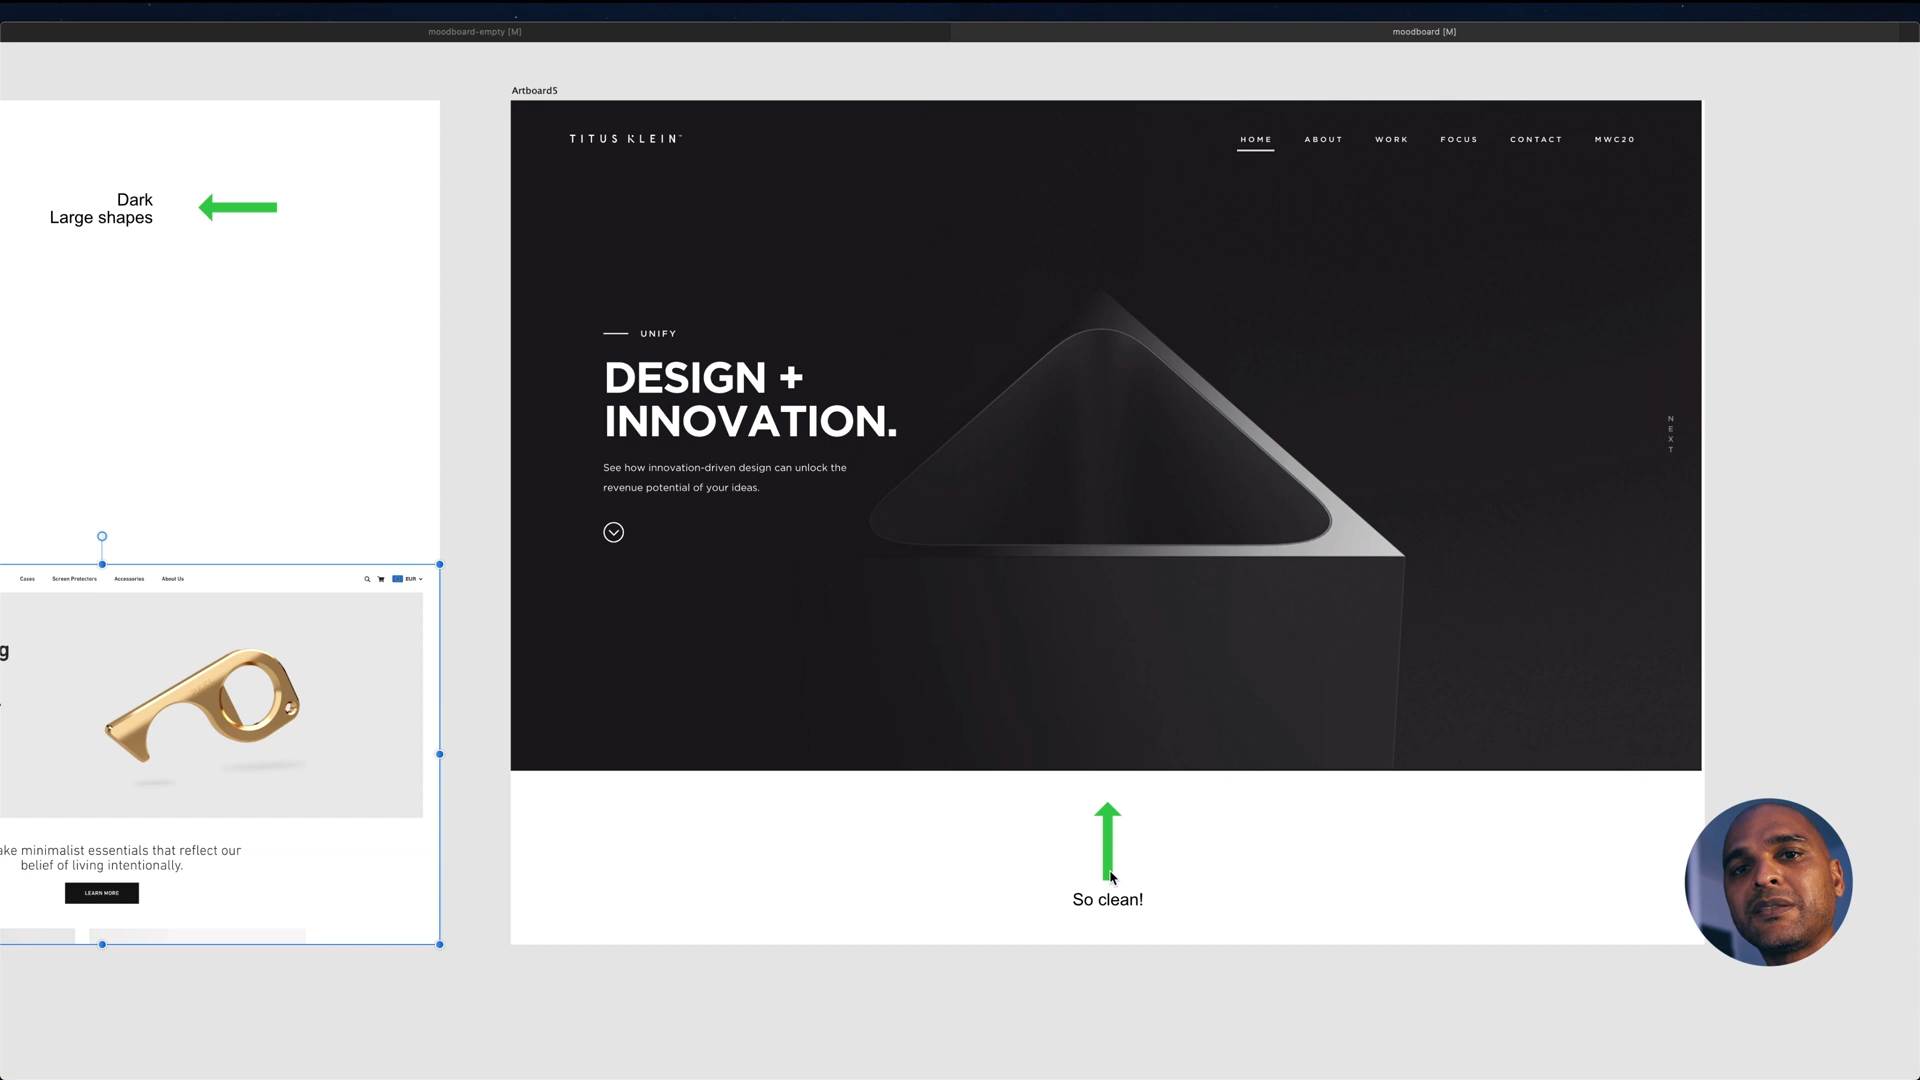 moodboard-empty [M]
moodboard [M]
Artboard5
Dark
Large shapes
TITUS KLEIN™
HOME ABOUT WORK FOCUS CONTACT MWC20
UNIFY
DESIGN +
INNOVATION.
See how innovation-driven design can unlock the
revenue potential of your ideas.
NEXT
Cases Screen Protectors Accessories About Us EUR
g
ake minimalist essentials that reflect our
belief of living intentionally.
LEARN MORE
So clean!